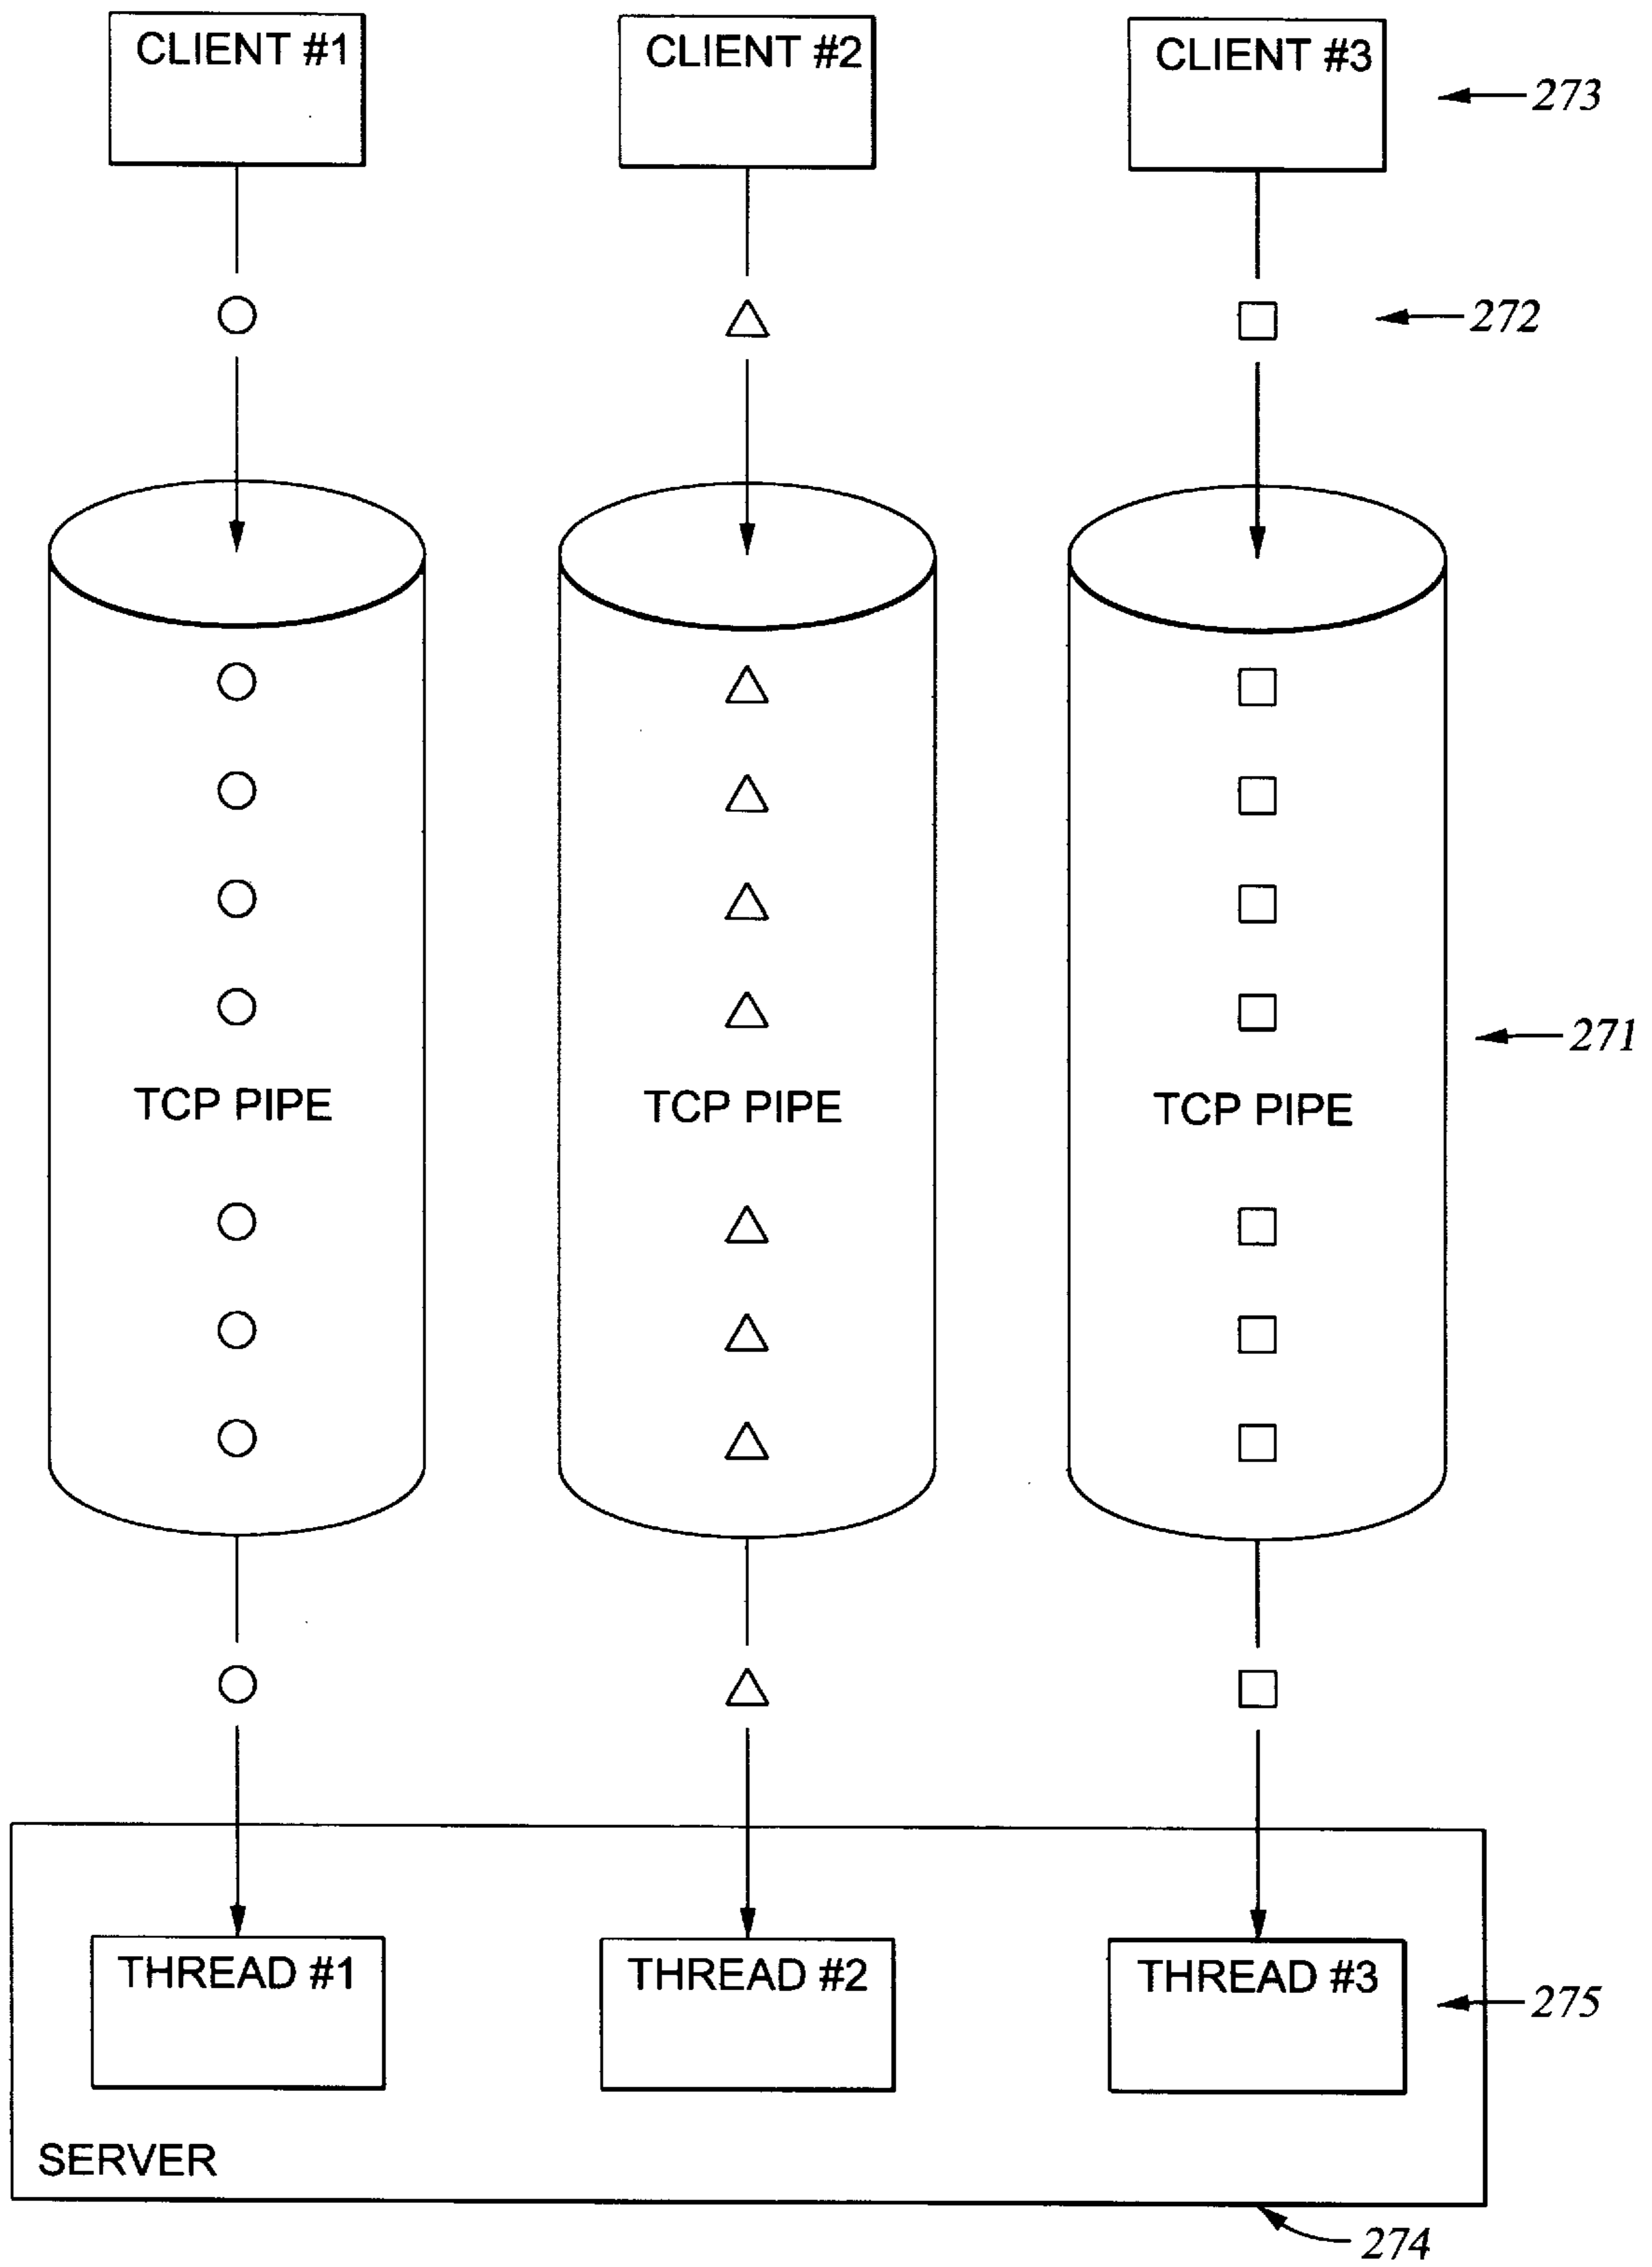 CLIENT #1
CLIENT #2
CLIENT #3
273
272
271
TCP PIPE
TCP PIPE
TCP PIPE
THREAD #1
THREAD #2
THREAD #3
275
SERVER
274